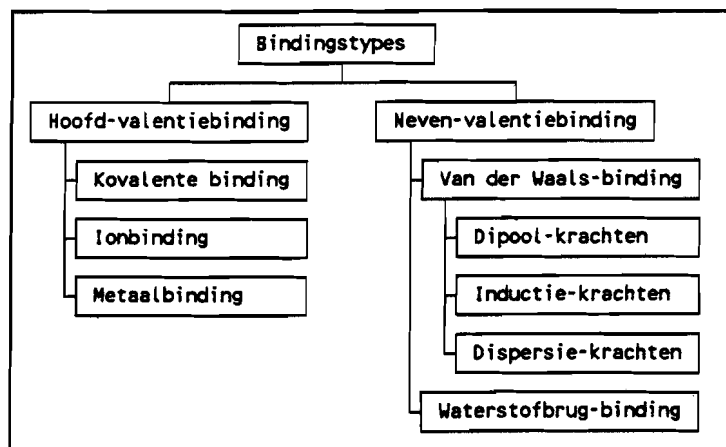 Bindingstypes
Hoofd-valentiebinding
Kovalente binding
Ionbinding
Metaalbinding
Neven-valentiebinding
Van der Waals-binding
Dipool-krachten
Inductie-krachten
Dispersie-krachten
Waterstofbrug-binding